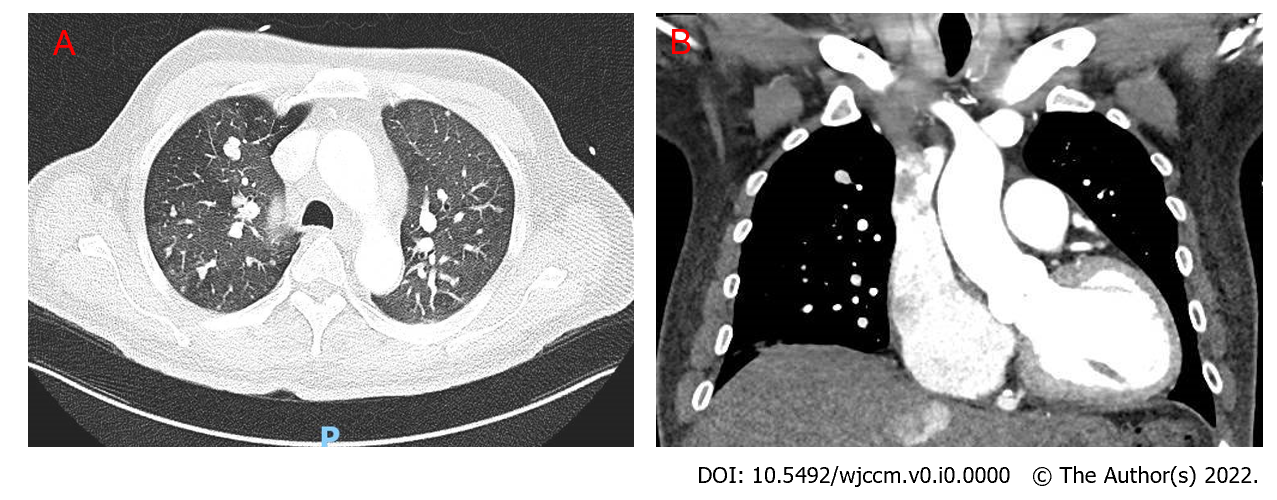 A
B
P
DOI: 10.5492/wjccm.v0.i0.0000 © The Author(s) 2022.